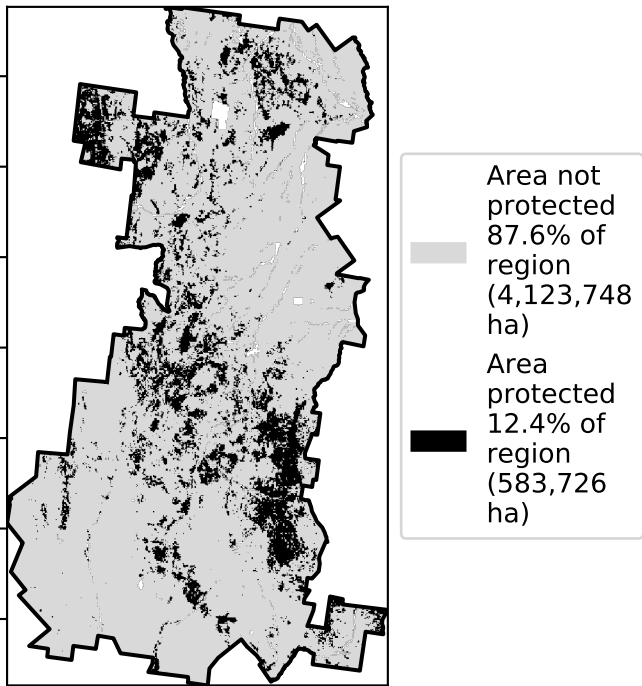 Area not
protected
87.6% of
region
(4,123,748
ha)
Area
protected
12.4% of
region
(583,726
ha)